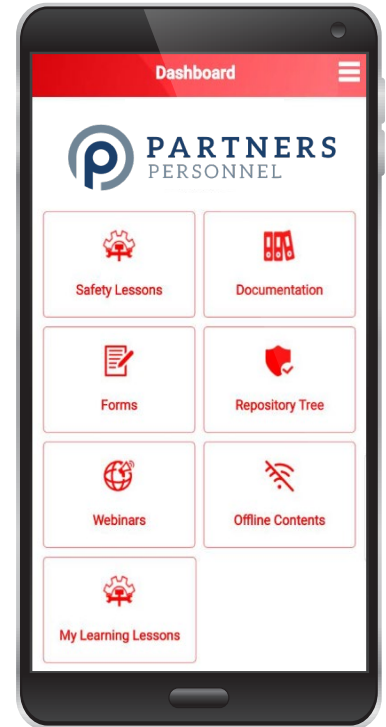 Dashboard
PARTNERS
PERSONNEL
Safety Lessons
Documentation
Forms
Repository Tree
Webinars
Offline Contents
My Learning Lessons